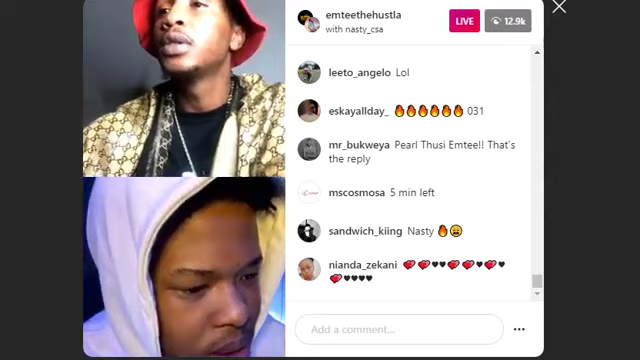 emteethehustla
with nasty_csa
LIVE
12.9k
leeto_angelo Lol
eskayallday_ 🔥🔥🔥🔥🔥🔥 031
mr_bukweya Pearl Thusi Emtee!! That's
the reply
mscosmosa 5 min left
sandwich_kiing Nasty 🔥😩
nianda_zekani 💕💕♥♥💕💕♥💕♥
💕♥♥♥♥
Add a comment...